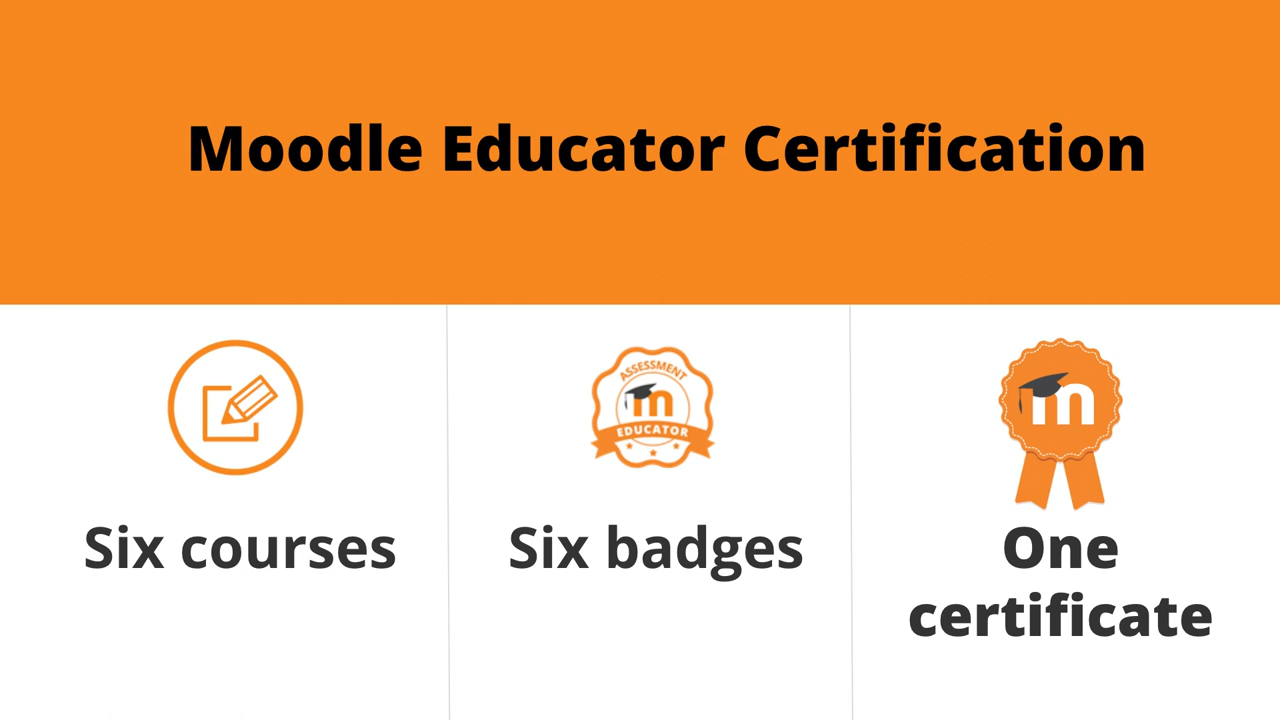 Moodle Educator Certification
ASSESSMENT
m
EDUCATOR
m
Six courses
Six badges
One
certificate